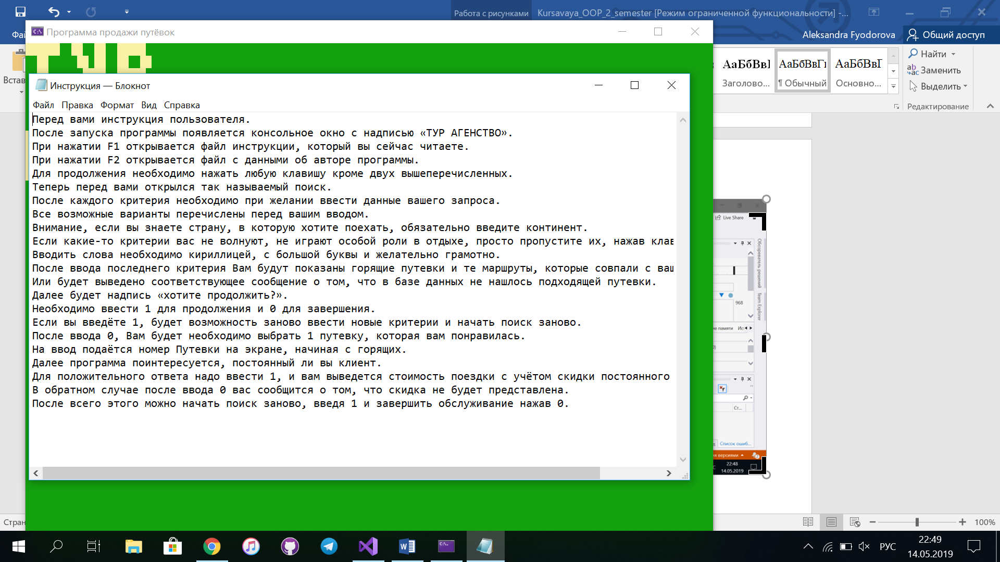 Работа с рисунками
Kursavaya_OOP_2_semester [Режим ограниченной функциональности] -...
Aleksandra Fyodorova
Общий доступ
Программа продажи путёвок
Найти
Заменить
Выделить
Редактирование
АаБбВвГг
Заголово...
¶ Обычный
Основно...
Инструкция — Блокнот
Файл Правка Формат Вид Справка
Перед вами инструкция пользователя.
После запуска программы появляется консольное окно с надписью «ТУР АГЕНСТВО».
При нажатии F1 открывается файл инструкции, который вы сейчас читаете.
При нажатии F2 открывается файл с данными об авторе программы.
Для продолжения необходимо нажать любую клавишу кроме двух вышеперечисленных.
Теперь перед вами открылся так называемый поиск.
После каждого критерия необходимо при желании ввести данные вашего запроса.
Все возможные варианты перечислены перед вашим вводом.
Внимание, если вы знаете страну, в которую хотите поехать, обязательно введите континент.
Если какие-то критерии вас не волнуют, не играют особой роли в отдыхе, просто пропустите их, нажав клав
Вводить слова необходимо кириллицей, с большой буквы и желательно грамотно.
После ввода последнего критерия Вам будут показаны горящие путевки и те маршруты, которые совпали с ваш
Или будет выведено соответствующее сообщение о том, что в базе данных не нашлось подходящей путевки.
Далее будет надпись «хотите продолжить?».
Необходимо ввести 1 для продолжения и 0 для завершения.
Если вы введёте 1, будет возможность заново ввести новые критерии и начать поиск заново.
После ввода 0, Вам будет необходимо выбрать 1 путевку, которая вам понравилась.
На ввод подаётся номер Путевки на экране, начиная с горящих.
Далее программа поинтересуется, постоянный ли вы клиент.
Для положительного ответа надо ввести 1, и вам выведется стоимость поездки с учётом скидки постоянного
В обратном случае после ввода 0 вас сообщится о том, что скидка не будет представлена.
После всего этого можно начать поиск заново, введя 1 и завершить обслуживание нажав 0.
Live Share
Обозреватель решений
Team Explorer
968
Ст...
Список ошиб...
22:48
14.05.2019
100%
РУС
22:49
14.05.2019